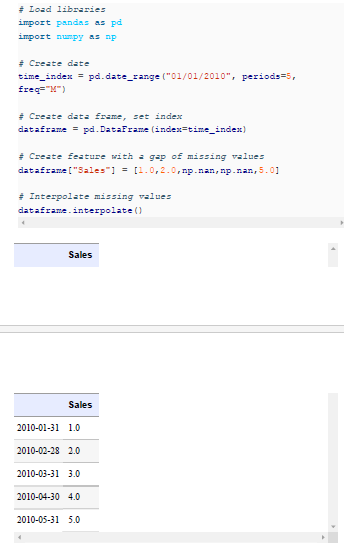 # Load libraries
import pandas as pd
import numpy as np
# Create date
time_index = pd.date_range("01/01/2010", periods=5,
freq="M")
# Create data frame, set index
dataframe = pd.DataFrame(index=time_index)
# Create feature with a gap of missing values
dataframe["Sales"] = [1.0,2.0,np.nan,np.nan,5.0]
# Interpolate missing values
dataframe.interpolate()
Sales
Sales
2010-01-31 1.0
2010-02-28 2.0
2010-03-31 3.0
2010-04-30 4.0
2010-05-31 5.0